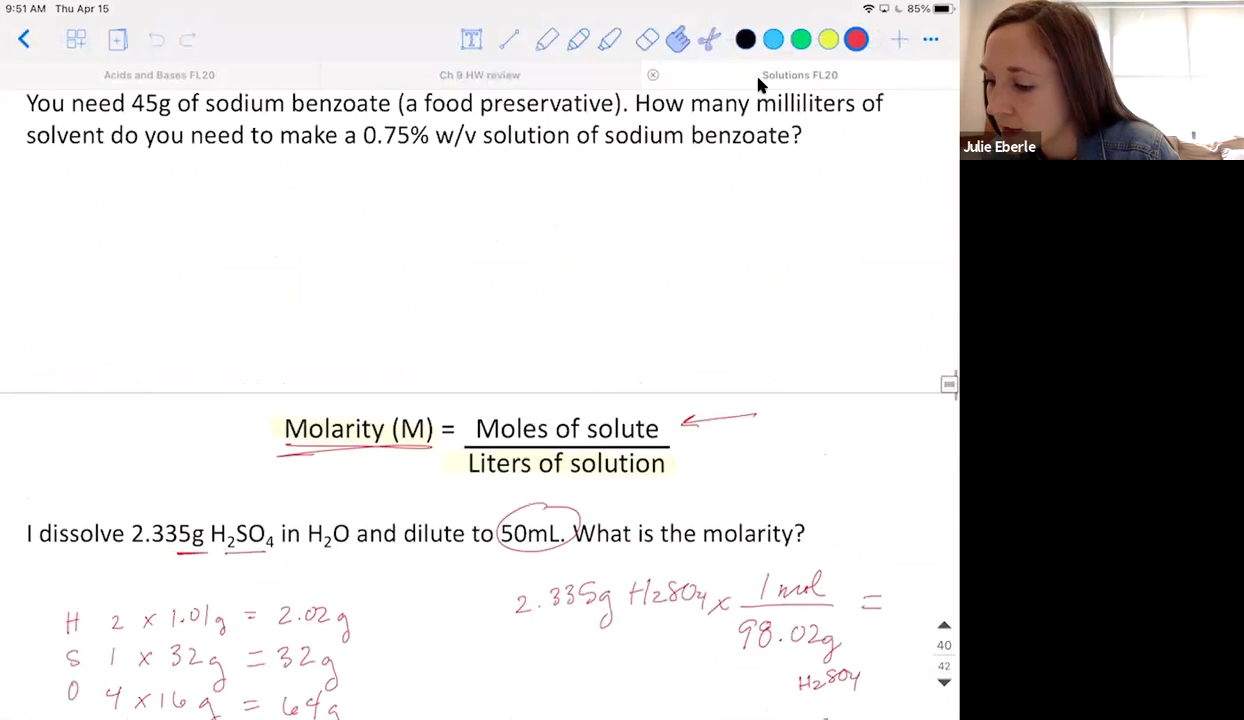 9:51 AM Thu Apr 15
85%
Acids and Bases FL20
Ch 9 HW review
Solutions FL20
You need 45g of sodium benzoate (a food preservative). How many milliliters of
solvent do you need to make a 0.75% w/v solution of sodium benzoate?
Julie Eberle
Molarity (M) = Moles of solute
Liters of solution
I dissolve 2.335g H₂SO₄ in H₂O and dilute to 50mL. What is the molarity?
2.335g H₂SO₄ x 1 mol =
98.02g
H₂SO₄
H 2 x 1.01g = 2.02g
S 1 x 32g = 32g
O 4 x 16g = 64g
40
42